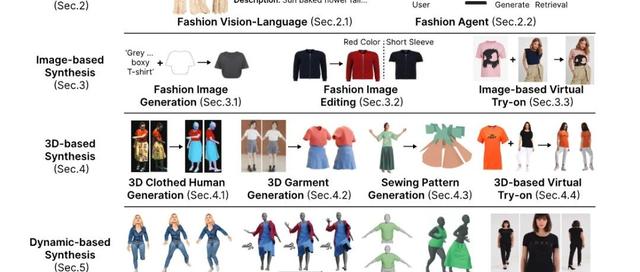 (Sec.2)
Description: Sun baked flower fall...
User
Generate Retrieval
Fashion Vision-Language (Sec.2.1)
Fashion Agent (Sec.2.2)
Image-based
Synthesis
(Sec.3)
'Grey ...
boxy
T-shirt'
Red Color
Short Sleeve
Fashion Image
Generation (Sec.3.1)
Fashion Image
Editing (Sec.3.2)
Image-based Virtual
Try-on (Sec.3.3)
3D-based
Synthesis
(Sec.4)
3D Clothed Human
Generation (Sec.4.1)
3D Garment
Generation (Sec.4.2)
Sewing Pattern
Generation (Sec.4.3)
3D-based Virtual
Try-on (Sec.4.4)
Dynamic-based
Synthesis
(Sec.5)